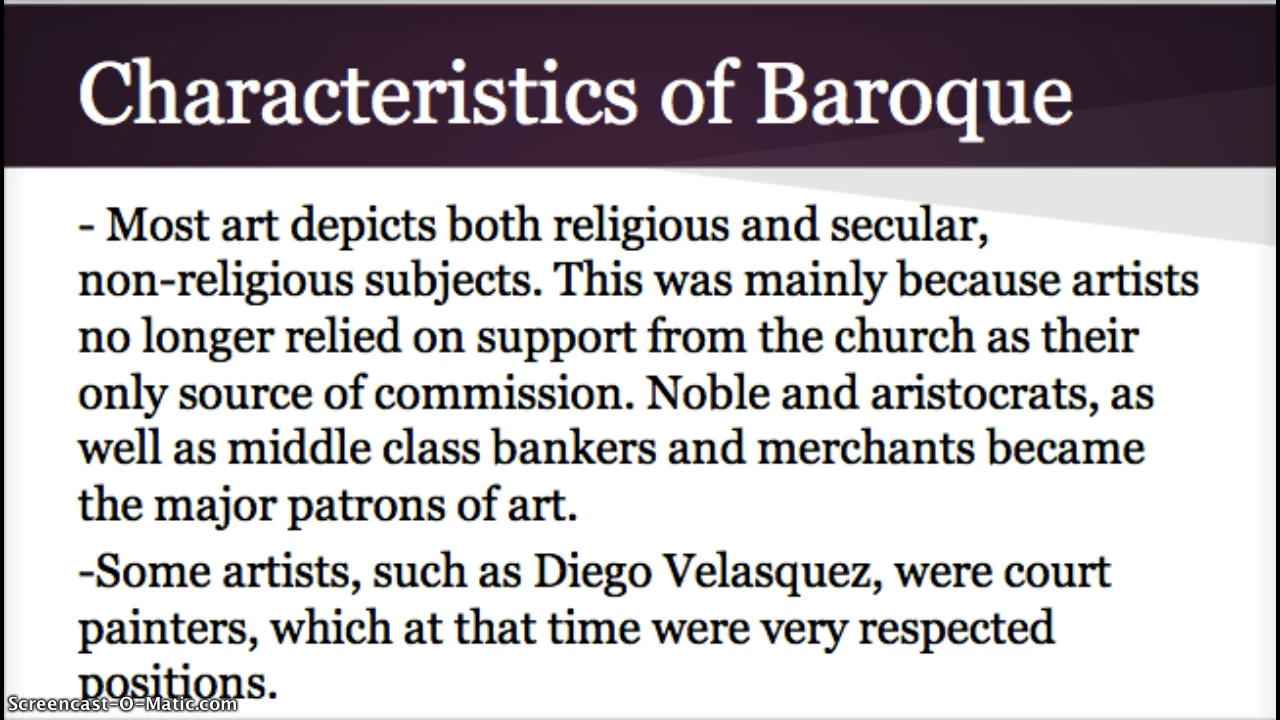 Characteristics of Baroque
- Most art depicts both religious and secular,
non-religious subjects. This was mainly because artists
no longer relied on support from the church as their
only source of commission. Noble and aristocrats, as
well as middle class bankers and merchants became
the major patrons of art.
-Some artists, such as Diego Velasquez, were court
painters, which at that time were very respected
positions.
Screencast-O-Matic.com